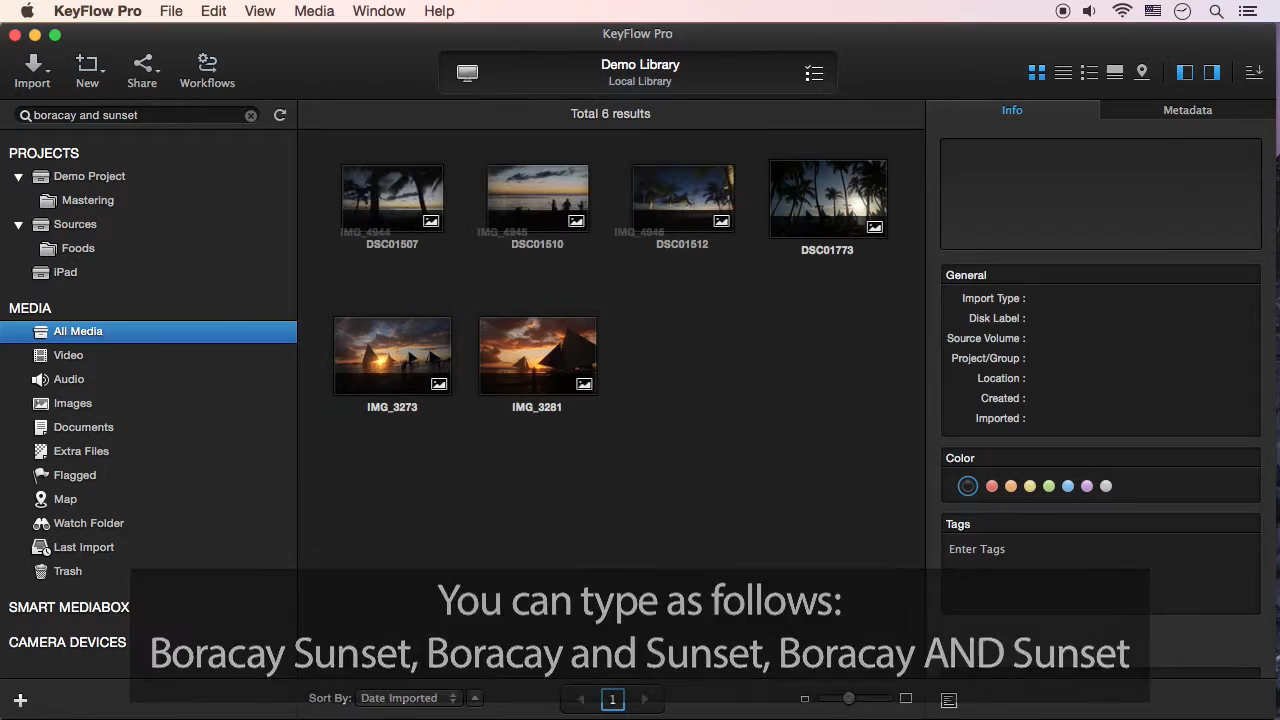 KeyFlow Pro File Edit View Media Window Help
KeyFlow Pro
Import New Share Workflows
Demo Library
Local Library
boracay and sunset
Total 6 results
Info Metadata
PROJECTS
Demo Project
Mastering
Sources
Foods
iPad
MEDIA
All Media
Video
Audio
Images
Documents
Extra Files
Flagged
Map
Watch Folder
Last Import
Trash
SMART MEDIABOX
CAMERA DEVICES
IMG_4944 IMG_4945 IMG_4946
DSC01507 DSC01510 DSC01512 DSC01773
IMG_3273 IMG_3281
General
Import Type :
Disk Label :
Source Volume :
Project/Group :
Location :
Created :
Imported :
Color
Tags
Enter Tags
You can type as follows:
Boracay Sunset, Boracay and Sunset, Boracay AND Sunset
Sort By: Date Imported 1